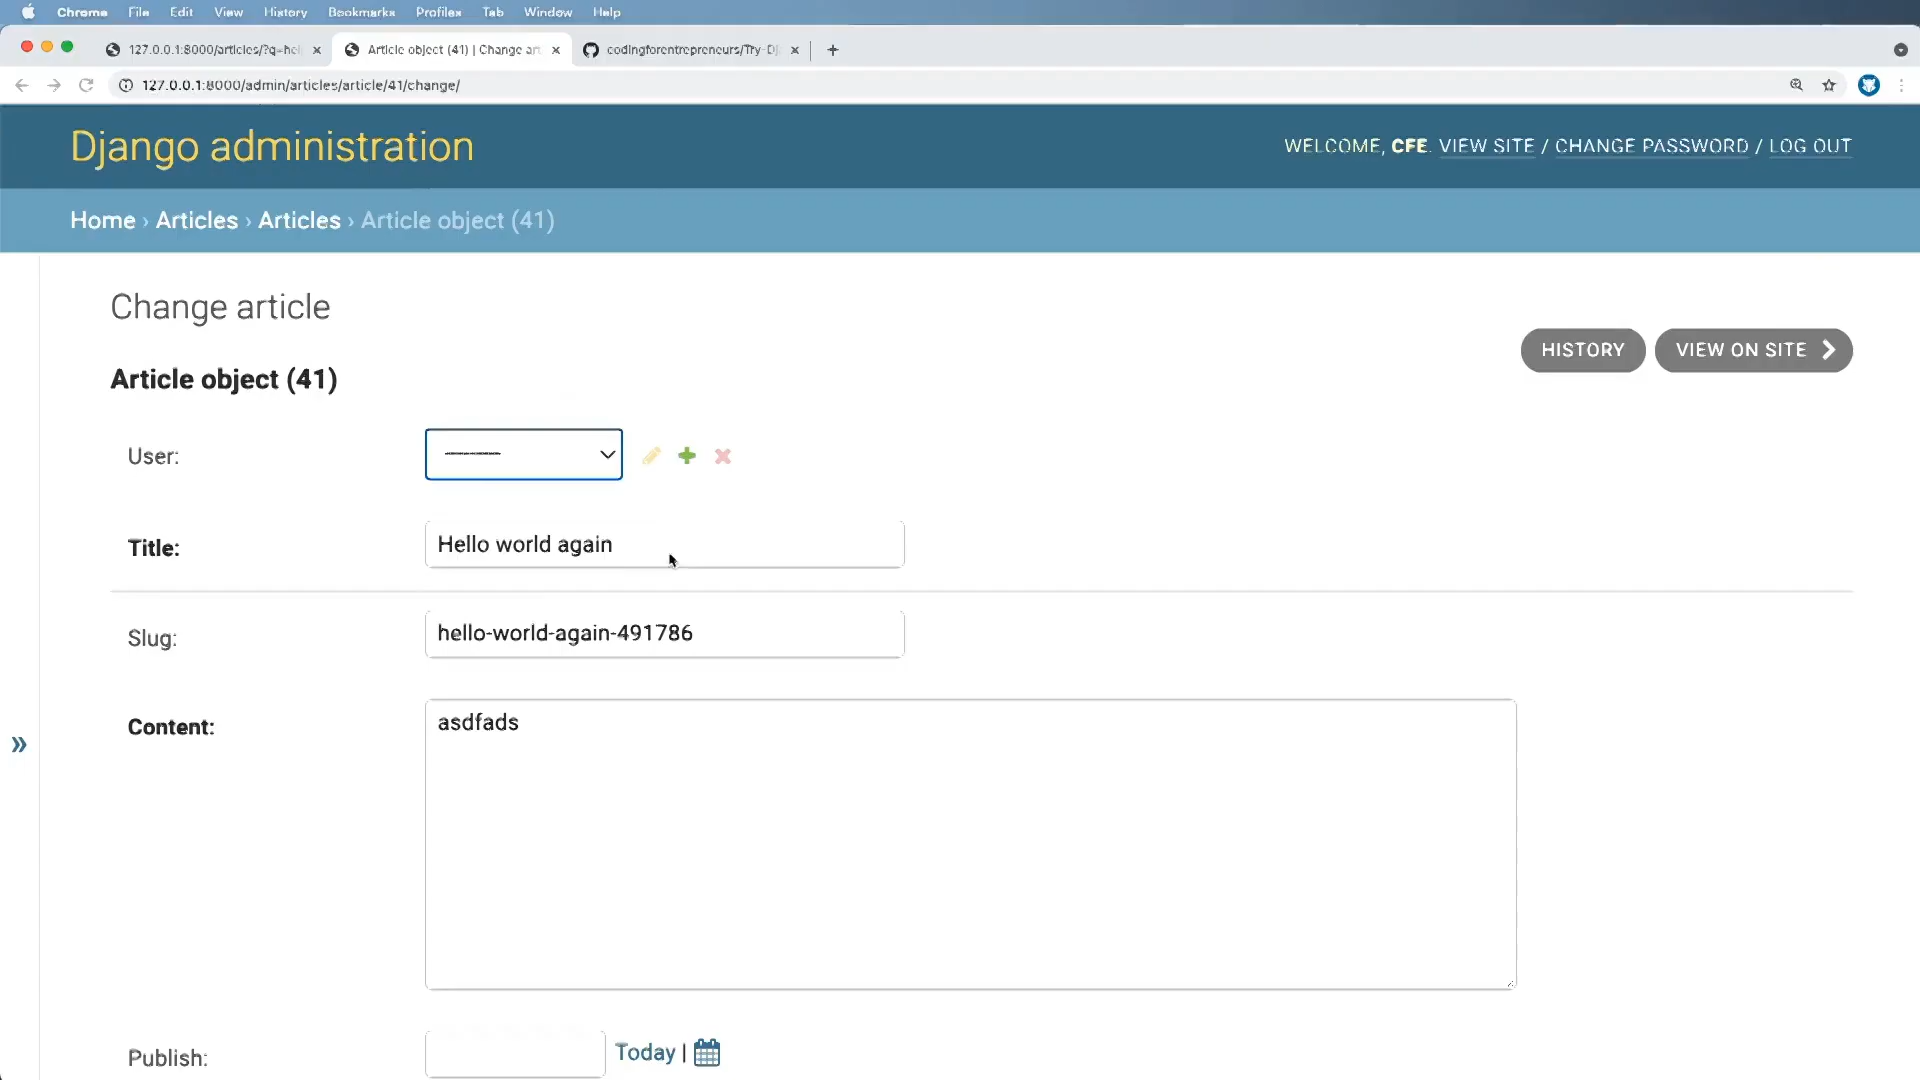 Chrome File Edit View History Bookmarks Profiles Tab Window Help
127.0.0.1:8000/articles/?q=hel Article object (41) | Change art codingforentrepreneurs/Try-Dj
127.0.0.1:8000/admin/articles/article/41/change/
Django administration
WELCOME, CFE. VIEW SITE / CHANGE PASSWORD / LOG OUT
Home › Articles › Articles › Article object (41)
Change article
HISTORY VIEW ON SITE
Article object (41)
User: ---------
Title: Hello world again
Slug: hello-world-again-491786
Content: asdfads
Publish: Today |